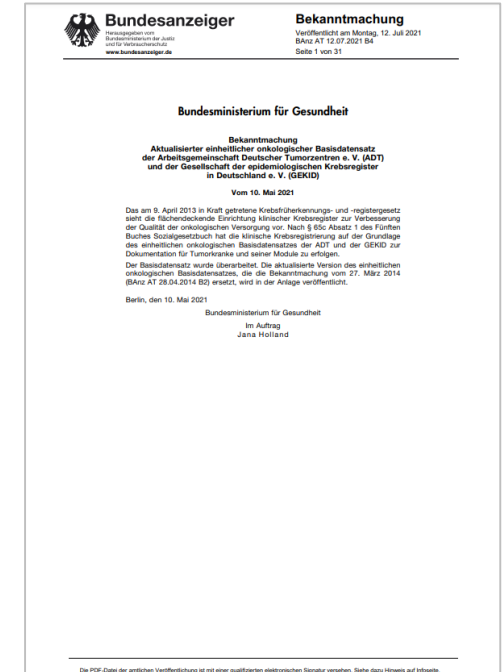 Bundesanzeiger
Herausgegeben vom
Bundesministerium der Justiz
und für Verbraucherschutz
www.bundesanzeiger.de
Bekanntmachung
Veröffentlicht am Montag, 12. Juli 2021
BAnz AT 12.07.2021 B4
Seite 1 von 31
Bundesministerium für Gesundheit
Bekanntmachung
Aktualisierter einheitlicher onkologischer Basisdatensatz
der Arbeitsgemeinschaft Deutscher Tumorzentren e. V. (ADT)
und der Gesellschaft der epidemiologischen Krebsregister
in Deutschland e. V. (GEKID)
Vom 10. Mai 2021
Das am 9. April 2013 in Kraft getretene Krebsfrüherkennungs- und -registergesetz
sieht die flächendeckende Einrichtung klinischer Krebsregister zur Verbesserung
der Qualität der onkologischen Versorgung vor. Nach § 65c Absatz 1 des Fünften
Buches Sozialgesetzbuch hat die klinische Krebsregistrierung auf der Grundlage
des einheitlichen onkologischen Basisdatensatzes der ADT und der GEKID zur
Dokumentation für Tumorkranke und seiner Module zu erfolgen.
Der Basisdatensatz wurde überarbeitet. Die aktualisierte Version des einheitlichen
onkologischen Basisdatensatzes, die die Bekanntmachung vom 27. März 2014
(BAnz AT 28.04.2014 B2) ersetzt, wird in der Anlage veröffentlicht.
Berlin, den 10. Mai 2021
Bundesministerium für Gesundheit
Im Auftrag
Jana Holland
Die PDF-Datei der amtlichen Veröffentlichung ist mit einer qualifizierten elektronischen Signatur versehen. Siehe dazu Hinweis auf Infoseite.